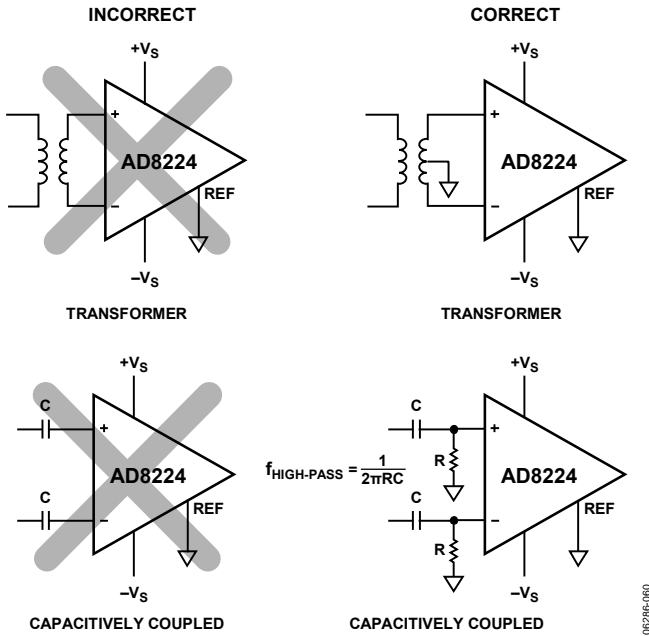 INCORRECT
+VS
+
AD8224
–
REF
–VS
TRANSFORMER
CORRECT
+VS
+
AD8224
–
REF
–VS
TRANSFORMER
+VS
C
+
AD8224
C
–
REF
–VS
CAPACITIVELY COUPLED
fHIGH-PASS = 1
2πRC
+VS
C
+
R
AD8224
C
–
REF
R
–VS
CAPACITIVELY COUPLED
06286-060